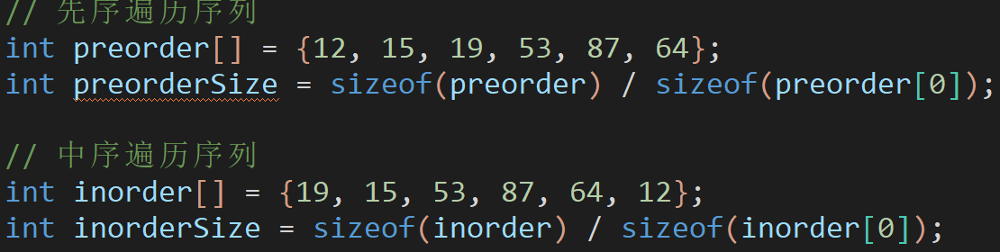 // 先序遍历序列
int preorder[] = {12, 15, 19, 53, 87, 64};
int preorderSize = sizeof(preorder) / sizeof(preorder[0]);
// 中序遍历序列
int inorder[] = {19, 15, 53, 87, 64, 12};
int inorderSize = sizeof(inorder) / sizeof(inorder[0]);